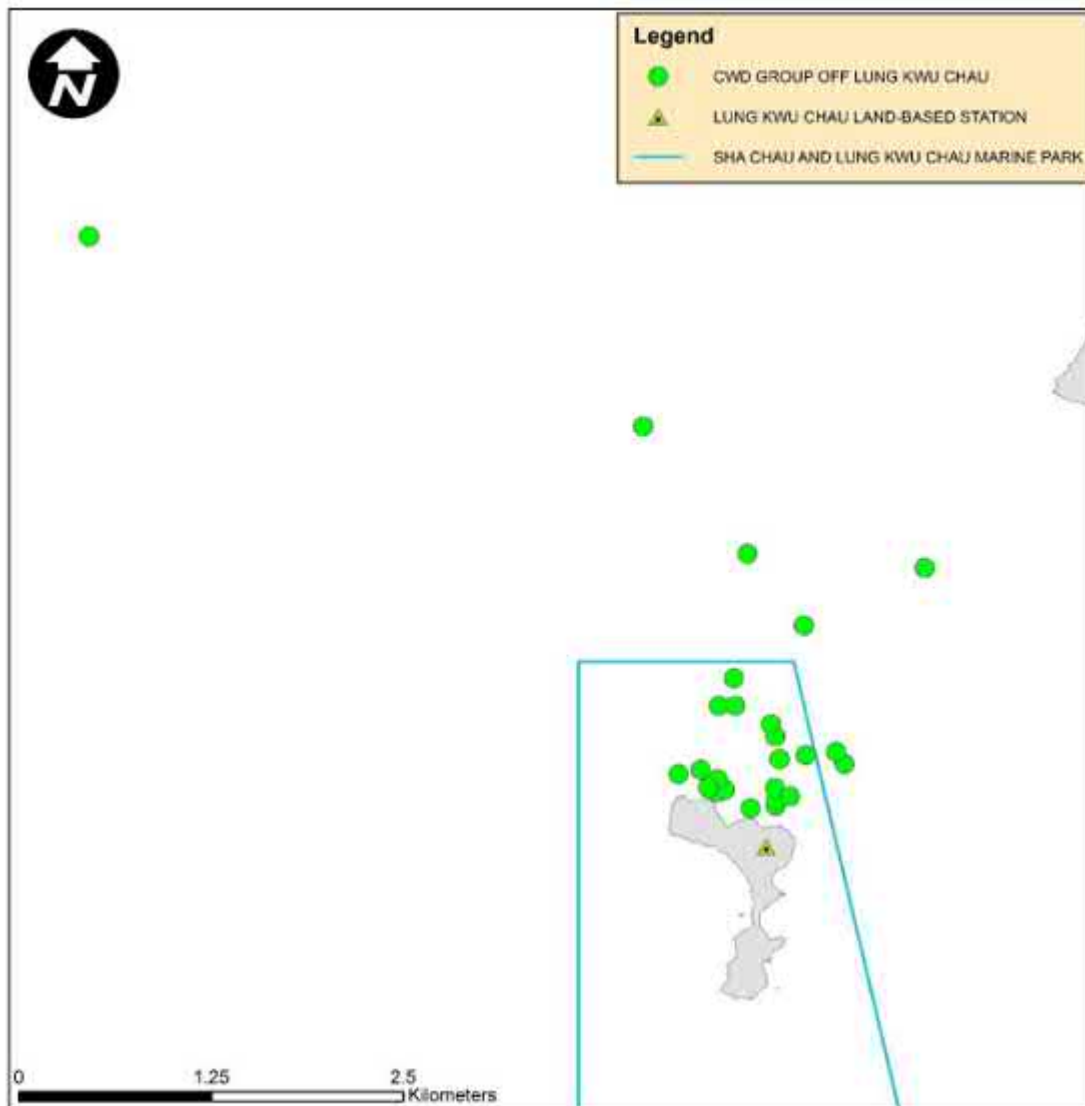 N
Legend
CWD GROUP OFF LUNG KWU CHAU
LUNG KWU CHAU LAND-BASED STATION
SHA CHAU AND LUNG KWU CHAU MARINE PARK
0 1.25 2.5
Kilometers